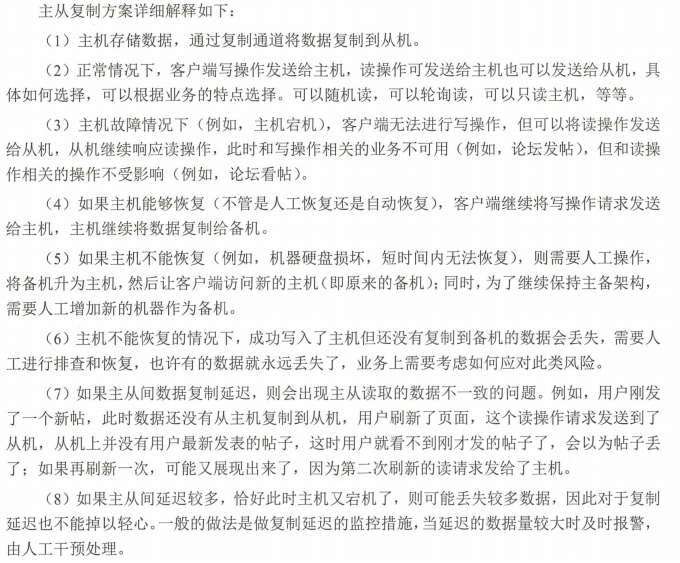 主从复制方案详细解释如下：
（1）主机存储数据，通过复制通道将数据复制到从机。
（2）正常情况下，客户端写操作发送给主机，读操作可发送给主机也可以发送给从机，具
体如何选择，可以根据业务的特点选择。可以随机读，可以轮询读，可以只读主机，等等。
（3）主机故障情况下（例如，主机宕机），客户端无法进行写操作，但可以将读操作发送
给从机，从机继续响应读操作，此时和写操作相关的业务不可用（例如，论坛发帖），但和读操
作相关的操作不受影响（例如，论坛看帖）。
（4）如果主机能够恢复（不管是人工恢复还是自动恢复），客户端继续将写操作请求发送
给主机，主机继续将数据复制给备机。
（5）如果主机不能恢复（例如，机器硬盘损坏，短时间内无法恢复），则需要人工操作，
将备机升为主机，然后让客户端访问新的主机（即原来的备机）；同时，为了继续保持主备架构，
需要人工增加新的机器作为备机。
（6）主机不能恢复的情况下，成功写入了主机但还没有复制到备机的数据会丢失，需要人
工进行排查和恢复，也许有的数据就永远丢失了，业务上需要考虑如何应对此类风险。
（7）如果主从间数据复制延迟，则会出现主从读取的数据不一致的问题。例如，用户刚发
了一个新帖，此时数据还没有从主机复制到从机，用户刷新了页面，这个读操作请求发送到了
从机，从机上并没有用户最新发表的帖子，这时用户就看不到刚才发的帖子了，会以为帖子丢
了；如果再刷新一次，可能又展现出来了，因为第二次刷新的读请求发给了主机。
（8）如果主从间延迟较多，恰好此时主机又宕机了，则可能丢失较多数据，因此对于复制
延迟也不能掉以轻心。一般的做法是做复制延迟的监控措施，当延迟的数据量较大时及时报警，
由人工干预处理。